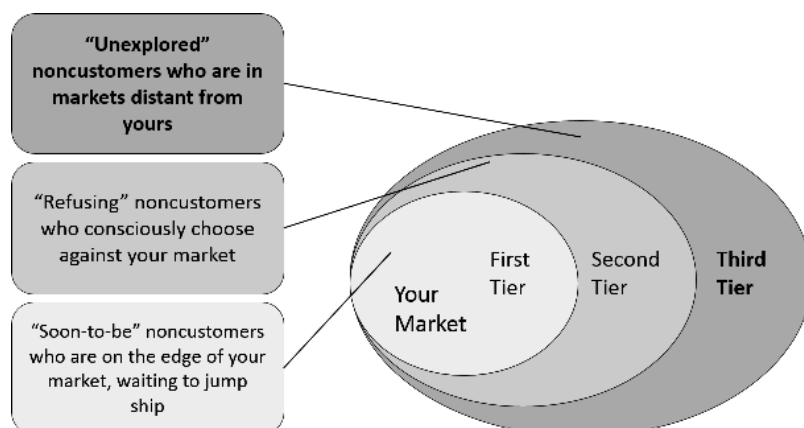 “Unexplored”
noncustomers who are in
markets distant from
yours
“Refusing” noncustomers
who consciously choose
against your market
“Soon-to-be” noncustomers
who are on the edge of your
market, waiting to jump
ship
Your
Market
First
Tier
Second
Tier
Third
Tier